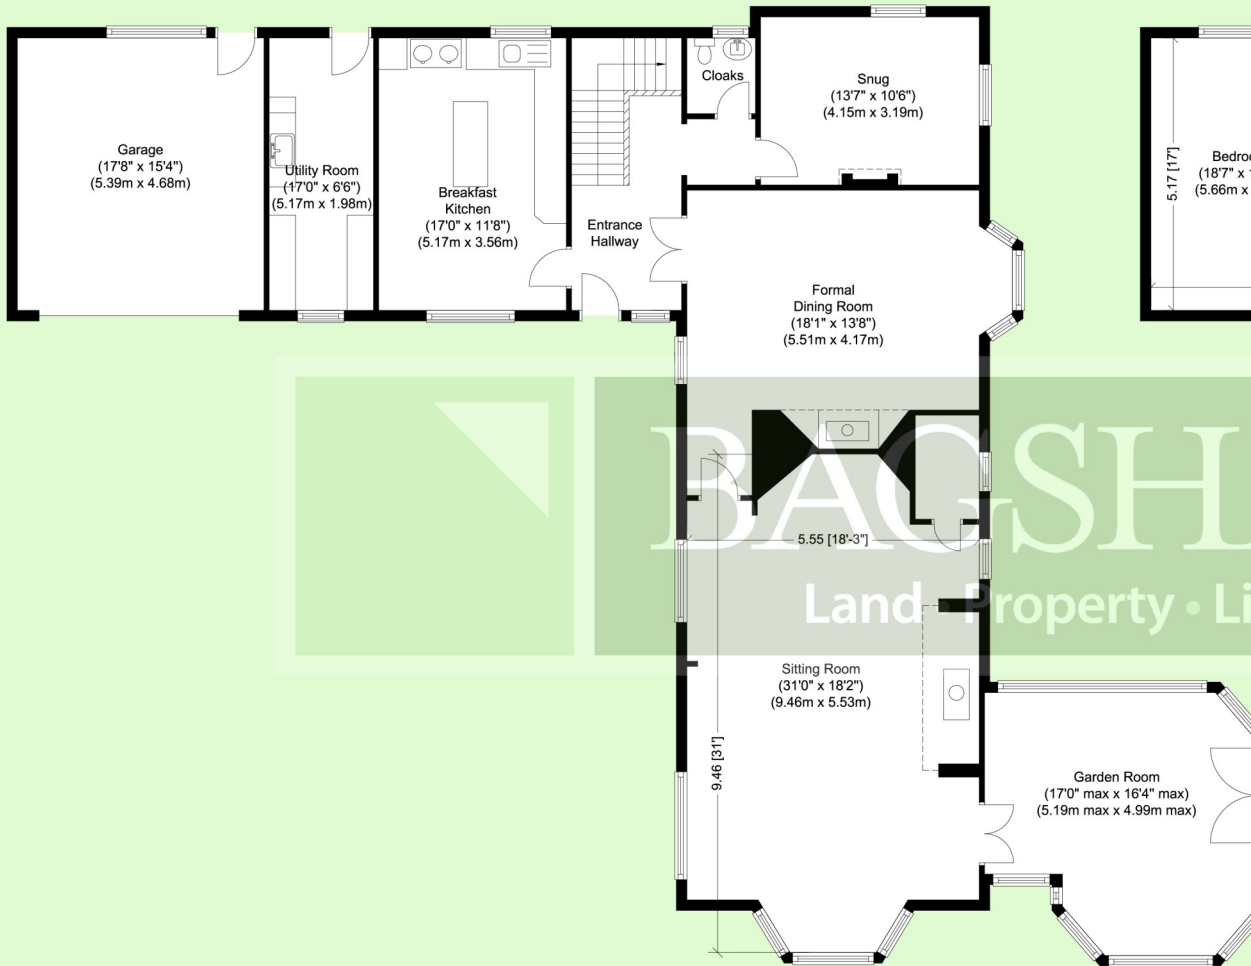 Garage
(17'8" x 15'4")
(5.39m x 4.68m)
Utility Room
(17'0" x 6'6")
(5.17m x 1.98m)
Breakfast
Kitchen
(17'0" x 11'8")
(5.17m x 3.56m)
Entrance
Hallway
Cloaks
Snug
(13'7" x 10'6")
(4.15m x 3.19m)
Formal
Dining Room
(18'1" x 13'8")
(5.51m x 4.17m)
5.17 [17']
Bedroo
(18'7" x 1
(5.66m x
BAGSH
Land · Property · Li
5.55 [18'-3"]
Sitting Room
(31'0" x 18'2")
(9.46m x 5.53m)
9.46 [31']
Garden Room
(17'0" max x 16'4" max)
(5.19m max x 4.99m max)